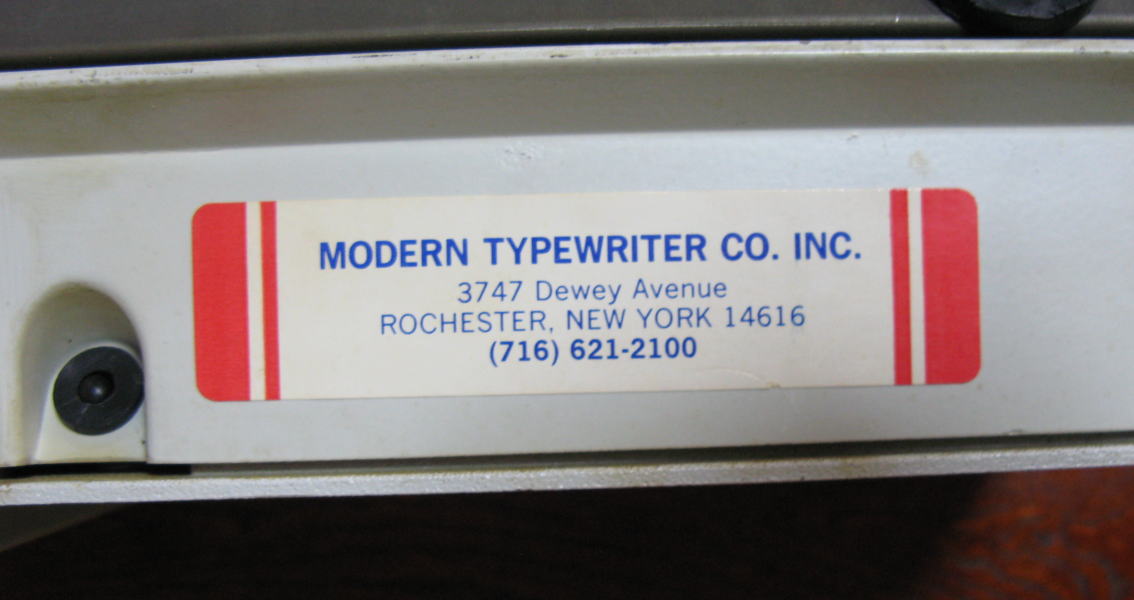 MODERN TYPEWRITER CO. INC.
3747 Dewey Avenue
ROCHESTER, NEW YORK 14616
(716) 621-2100